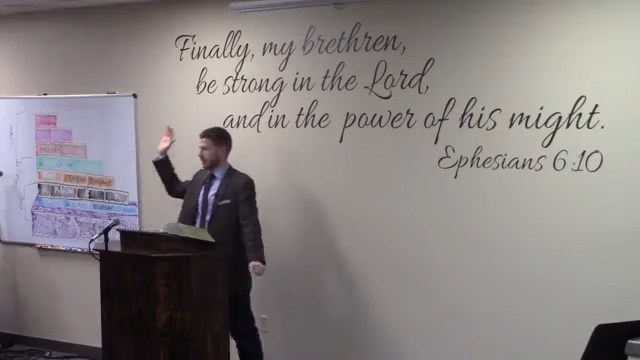 Finally, my brethren,
be strong in the Lord,
and in the power of his might.
Ephesians 6:10